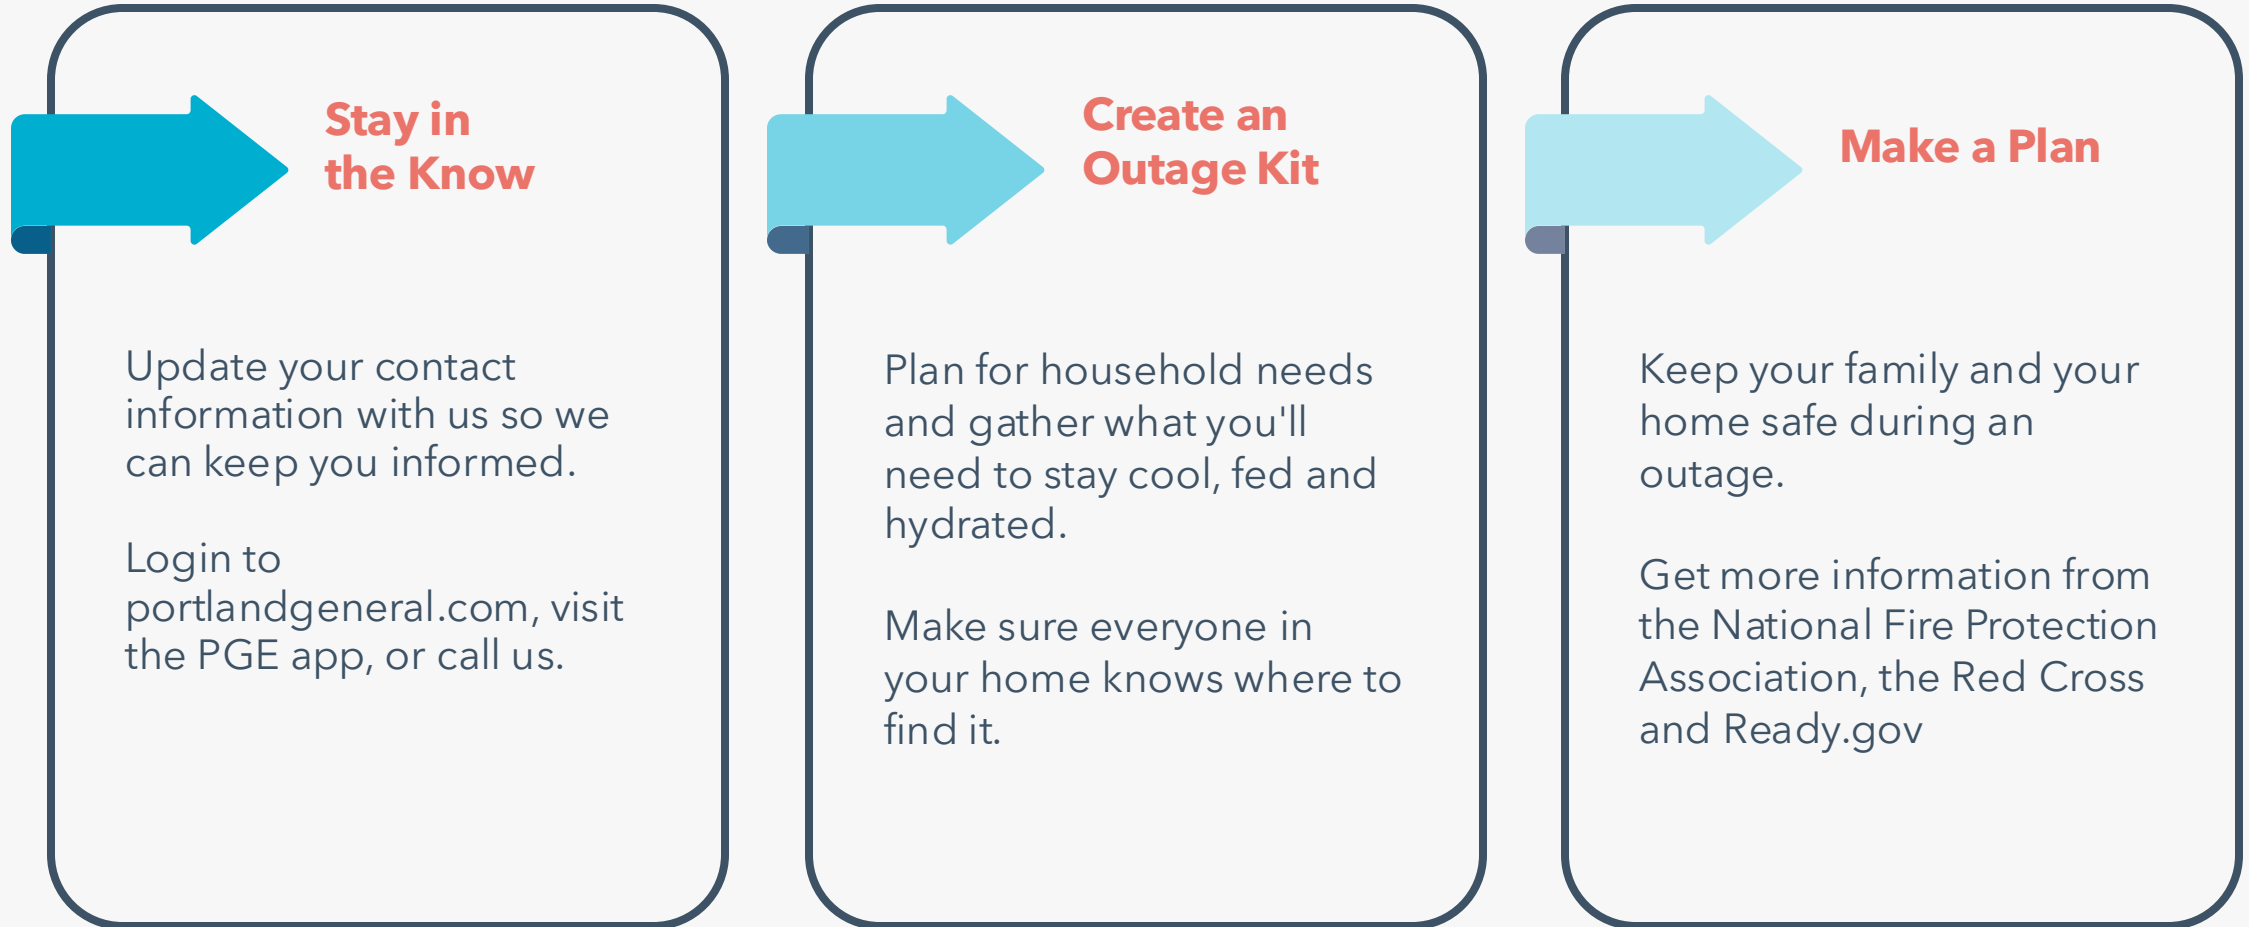 Stay in
the Know
Update your contact
information with us so we
can keep you informed.
Login to
portlandgeneral.com, visit
the PGE app, or call us.
Create an
Outage Kit
Plan for household needs
and gather what you'll
need to stay cool, fed and
hydrated.
Make sure everyone in
your home knows where to
find it.
Make a Plan
Keep your family and your
home safe during an
outage.
Get more information from
the National Fire Protection
Association, the Red Cross
and Ready.gov